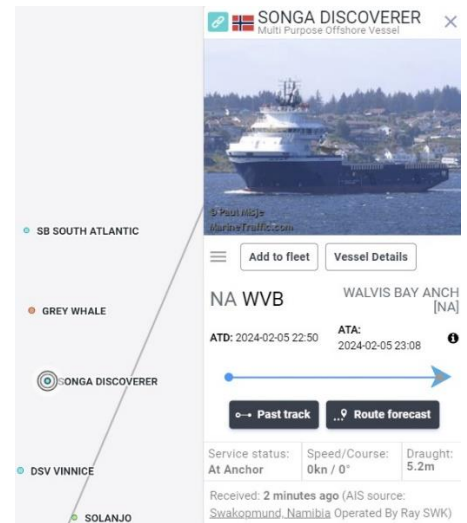 SONGA DISCOVERER
Multi Purpose Offshore Vessel
© Paul Misje
MarineTraffic.com
Add to fleet
Vessel Details
NA WVB
WALVIS BAY ANCH
[NA]
ATD: 2024-02-05 22:50
ATA:
2024-02-05 23:08
Past track
Route forecast
Service status:
At Anchor
Speed/Course:
0kn / 0°
Draught:
5.2m
Received: 2 minutes ago (AIS source:
Swakopmund, Namibia Operated By Ray SWK)
SB SOUTH ATLANTIC
GREY WHALE
SONGA DISCOVERER
DSV VINNICE
SOLANJO